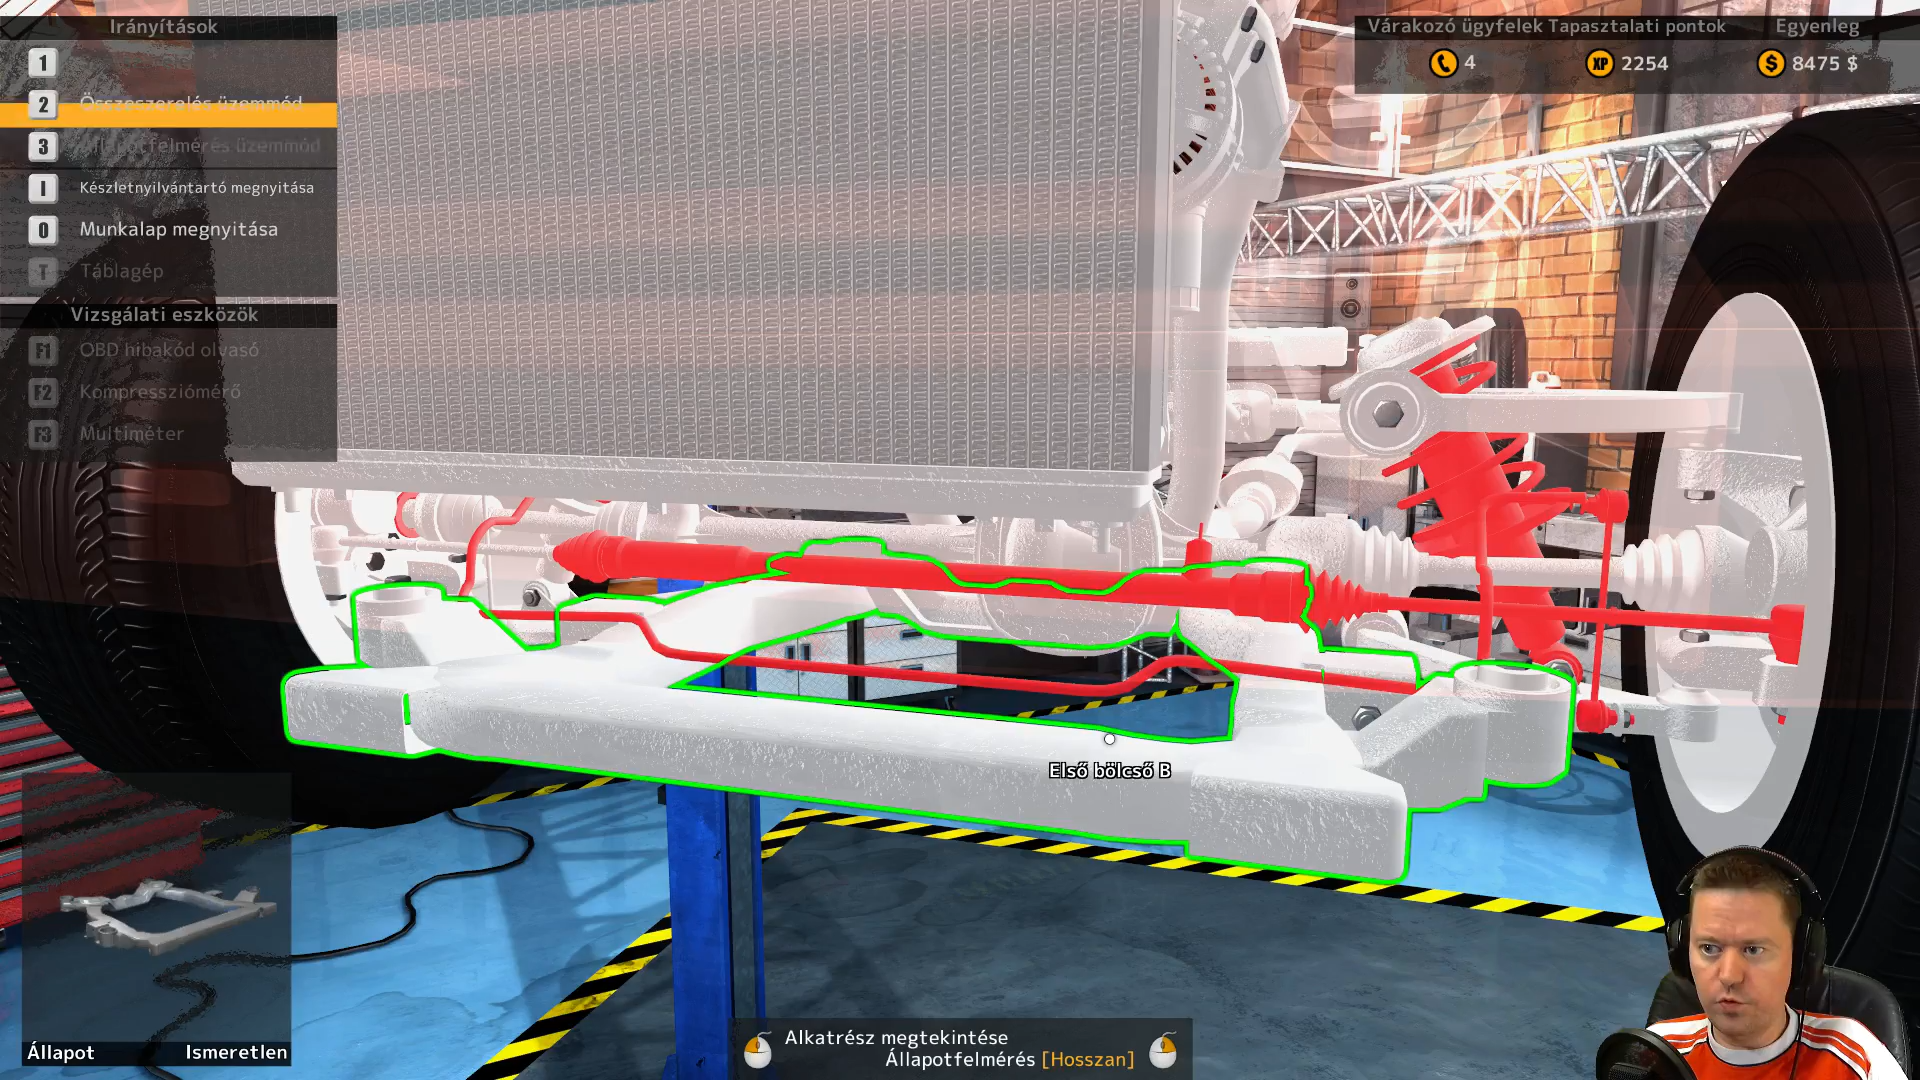 Irányítások
1
2 Összeszerelés üzemmód
3 Állapotfelmérés üzemmód
I Készletnyilvántartó megnyitása
O Munkalap megnyitása
T Táblagép
Vizsgálati eszközök
F1 OBD hibakód olvasó
F2 Kompressziómérő
F3 Multiméter
Várakozó ügyfelek Tapasztalati pontok Egyenleg
4 XP 2254 $ 8475 $
Első bölcső B
Állapot Ismeretlen
Alkatrész megtekintése
Állapotfelmérés [Hosszan]